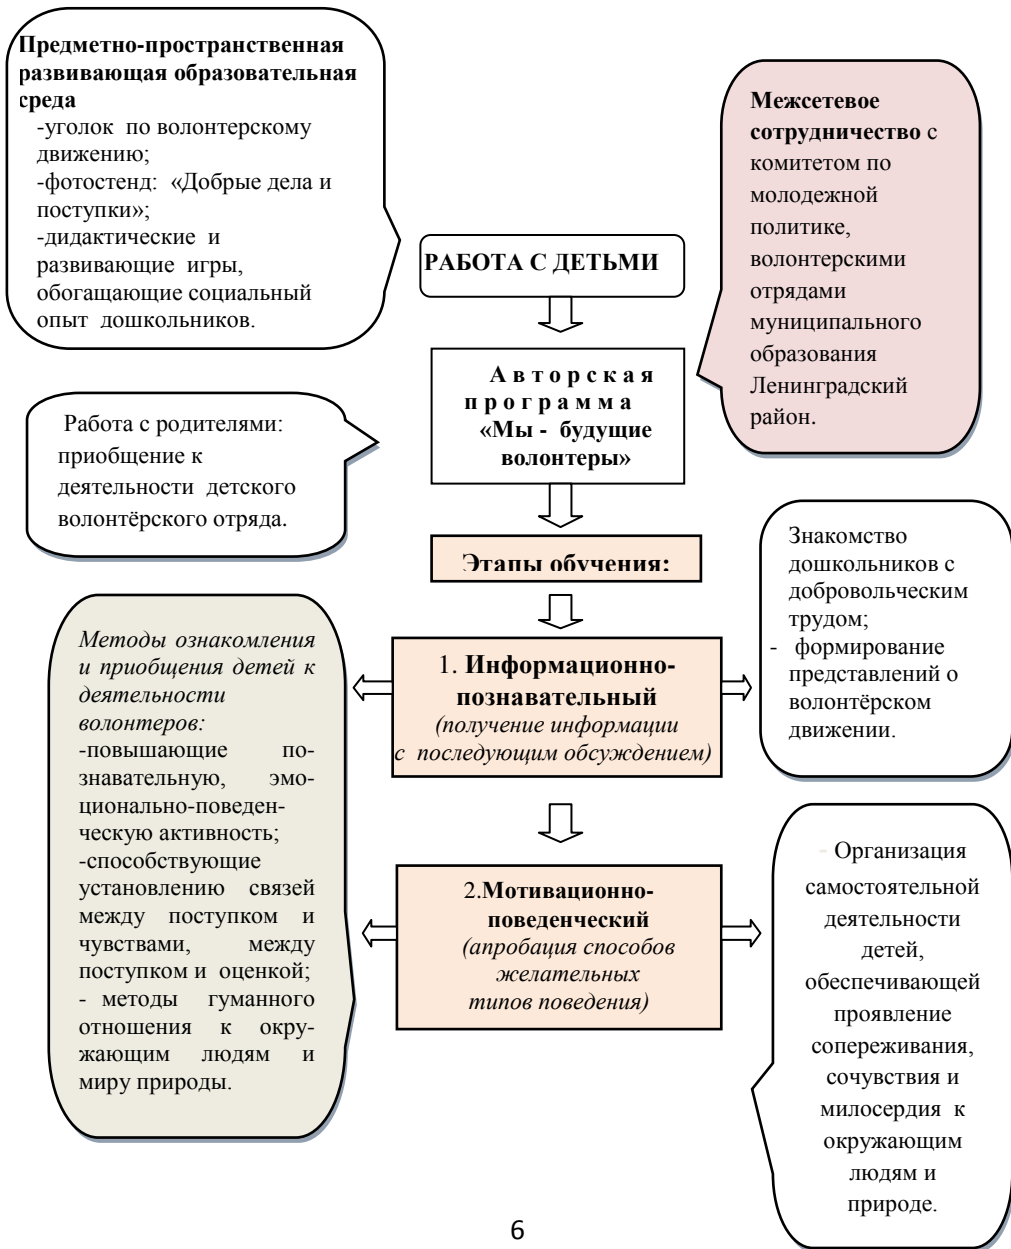 Предметно-пространственная
развивающая образовательная
среда
-уголок по волонтерскому
движению;
-фотостенд: «Добрые дела и
поступки»;
-дидактические и
развивающие игры,
обогащающие социальный
опыт дошкольников.
Межсетевое
сотрудничество с
комитетом по
молодежной
политике,
волонтерскими
отрядами
муниципального
образования
Ленинградский
район.
РАБОТА С ДЕТЬМИ
А в т о р с к а я
п р о г р а м м а
«Мы - будущие
волонтеры»
Работа с родителями:
приобщение к
деятельности детского
волонтёрского отряда.
Этапы обучения:
Методы ознакомления
и приобщения детей к
деятельности
волонтеров:
-повышающие по-
знавательную, эмо-
ционально-поведен-
ческую активность;
-способствующие
установлению связей
между поступком и
чувствами, между
поступком и оценкой;
- методы гуманного
отношения к окру-
жающим людям и
миру природы.
1. Информационно-
познавательный
(получение информации
с последующим обсуждением)
Знакомство
дошкольников с
добровольческим
трудом;
- формирование
представлений о
волонтёрском
движении.
2.Мотивационно-
поведенческий
(апробация способов
желательных
типов поведения)
- Организация
самостоятельной
деятельности
детей,
обеспечивающей
проявление
сопереживания,
сочувствия и
милосердия к
окружающим
людям и
природе.
6